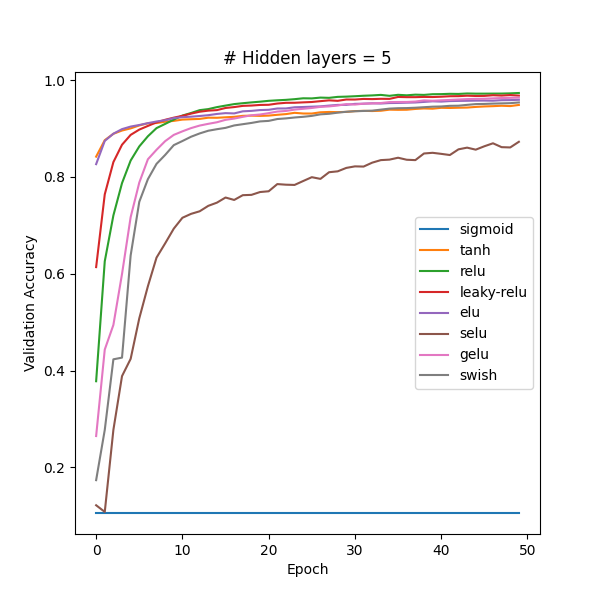 # Hidden layers = 5
1.0
0.8
0.6
0.4
0.2
Validation Accuracy
sigmoid
tanh
relu
leaky-relu
elu
selu
gelu
swish
0 10 20 30 40 50
Epoch